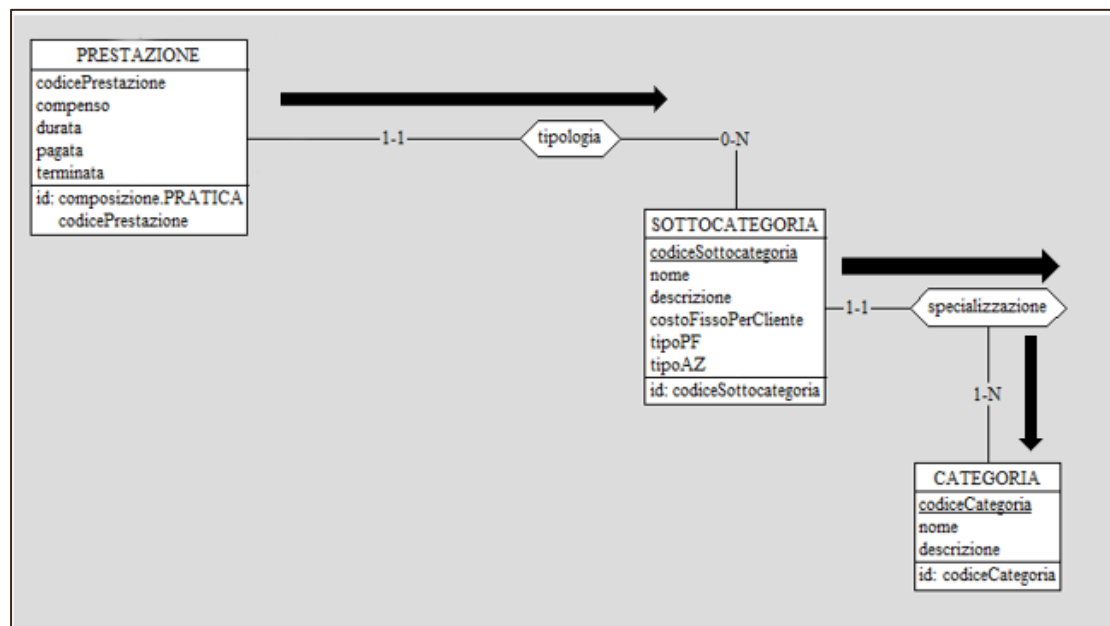 PRESTAZIONE
codicePrestazione
compenso
durata
pagata
terminata
id: composizione.PRATICA
codicePrestazione
1-1
tipologia
0-N
SOTTOCATEGORIA
codiceSottocategoria
nome
descrizione
costoFissoPerCliente
tipoPF
tipoAZ
id: codiceSottocategoria
1-1
specializzazione
1-N
CATEGORIA
codiceCategoria
nome
descrizione
id: codiceCategoria